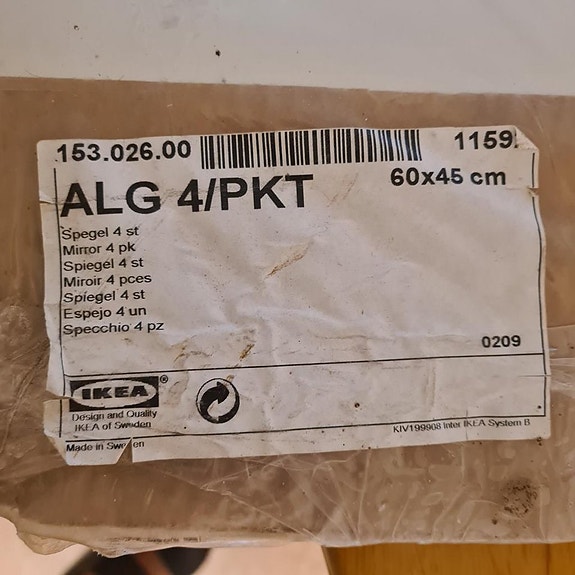 153.026.00
1159
ALG 4/PKT
60x45 cm
Spegel 4 st
Mirror 4 pk
Spiegel 4 st
Miroir 4 pces
Spiegel 4 st
Espejo 4 un
Specchio 4 pz
0209
IKEA®
Design and Quality
IKEA of Sweden
KIV199908 Inter IKEA System B
Made in Sweden